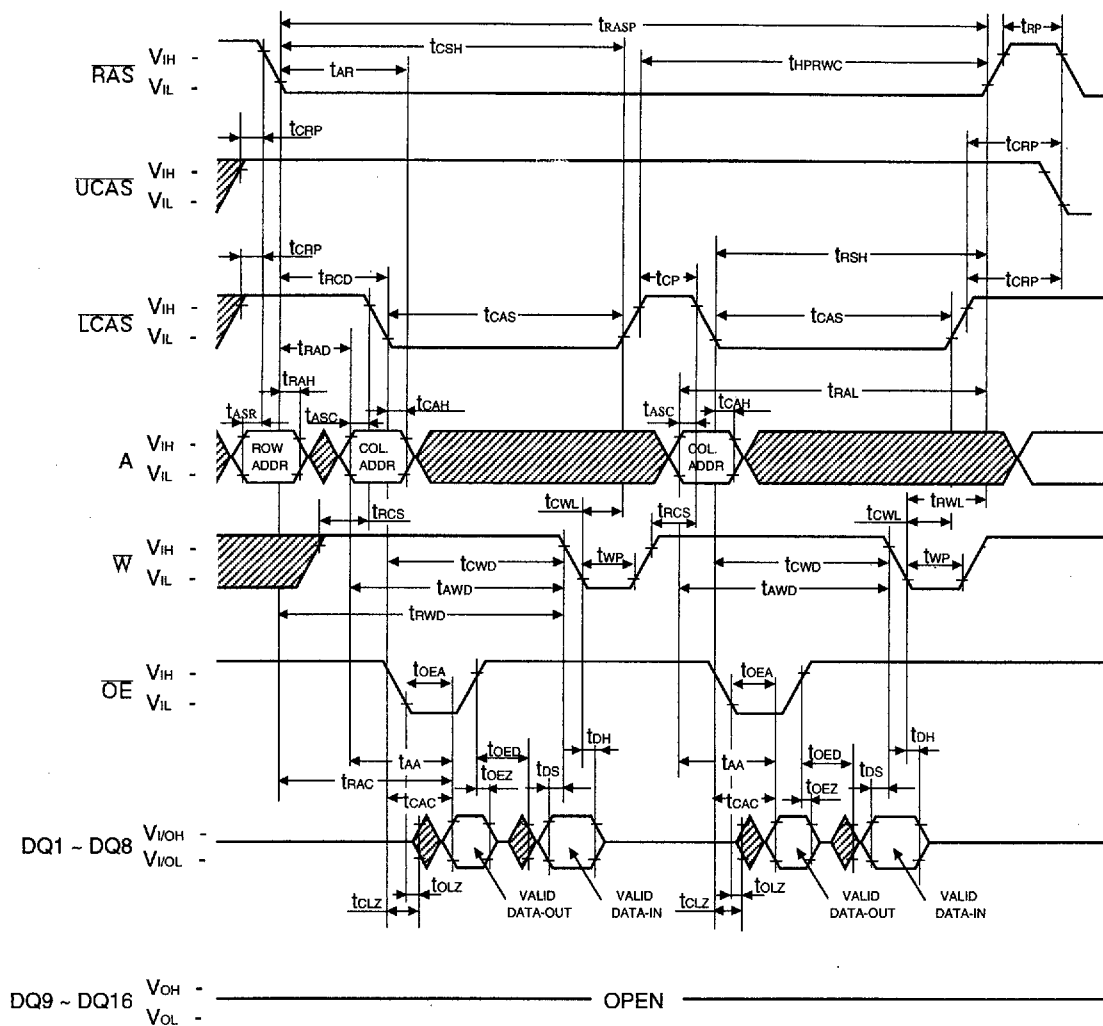 tRASP
tRP
tCSH
tAR
tHPRWC
RAS
VIH -
VIL -
tCRP
tCRP
UCAS
VIH -
VIL -
tCRP
tRCD
tCP
tRSH
tCRP
LCAS
VIH -
VIL -
tCAS
tCAS
tRAD
tRAH
tRAL
tASR
tASC
tCAH
tASC
tCAH
A
VIH -
VIL -
ROW ADDR
COL. ADDR
COL. ADDR
tRCS
tCWL
tRCS
tCWL
tRWL
W
VIH -
VIL -
tCWD
tWP
tCWD
tWP
tAWD
tAWD
tRWD
OE
VIH -
VIL -
tOEA
tOEA
tAA
tOED
tDH
tAA
tOED
tDH
tRAC
tOEZ
tDS
tOEZ
tDS
tCAC
tCAC
DQ1 ~ DQ8
VI/OH -
VI/OL -
tOLZ
tCLZ
VALID DATA-OUT
VALID DATA-IN
tOLZ
tCLZ
VALID DATA-OUT
VALID DATA-IN
DQ9 ~ DQ16
VOH -
VOL -
OPEN